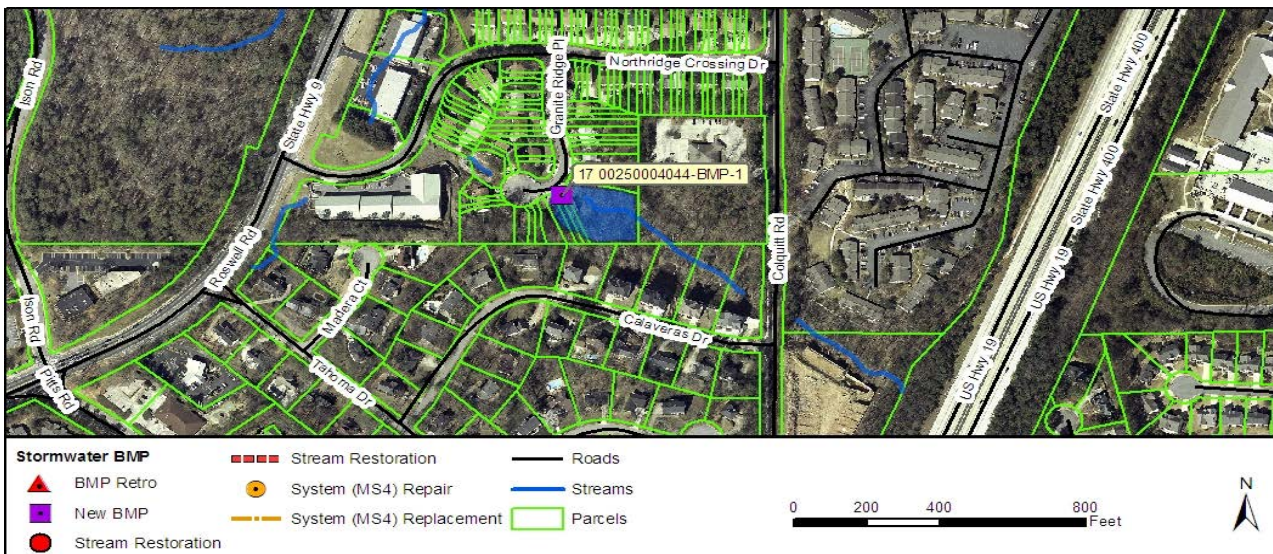 Ison Rd
State Hwy 9
Granite Ridge Pl
Northridge Crossing Dr
State Hwy 400
17 00250004044-BMP-1
State Hwy 400
Roswell Rd
Colquitt Rd
US Hwy 19
Ison Rd
Madera Ct
Calaveras Dr
US Hwy 19
Pitts Rd
Tahoma Dr
Stormwater BMP
BMP Retro
New BMP
Stream Restoration
Stream Restoration
System (MS4) Repair
System (MS4) Replacement
Roads
Streams
Parcels
0 200 400 800
Feet
N